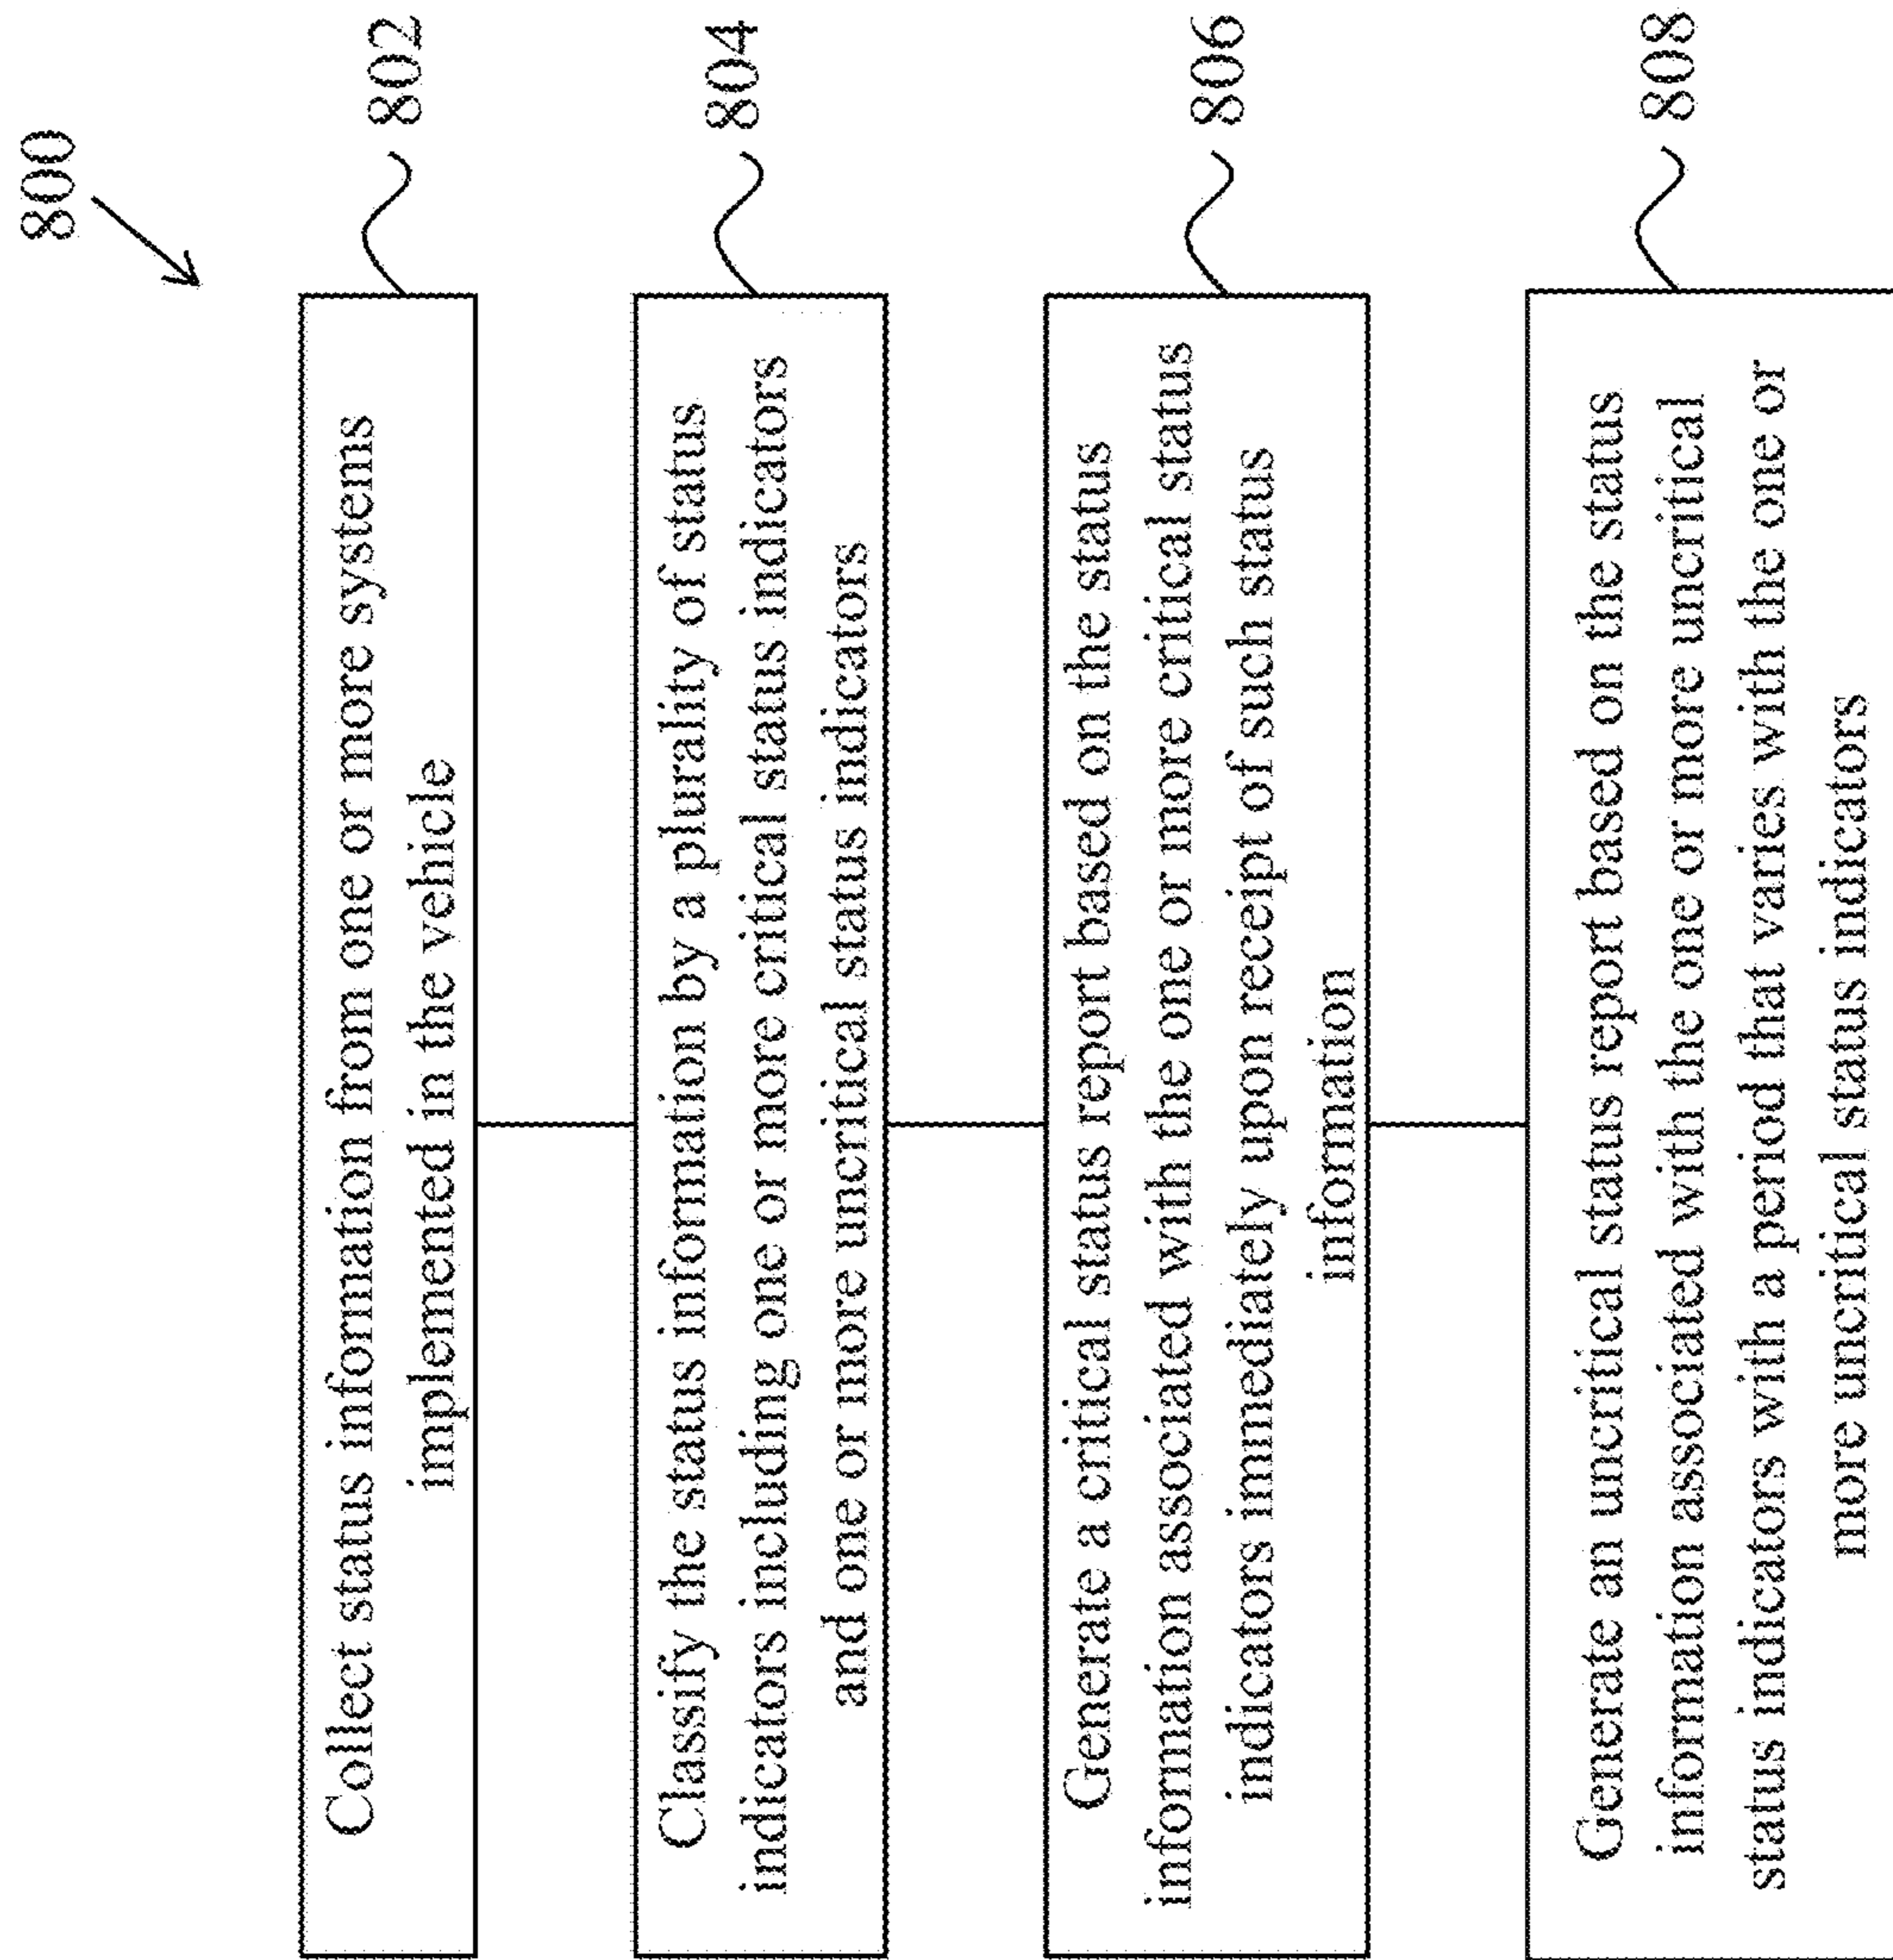 800
Collect status information from one or more systems
implemented in the vehicle
802
Classify the status information by a plurality of status
indicators including one or more critical status indicators
and one or more uncritical status indicators
804
Generate a critical status report based on the status
information associated with the one or more critical status
indicators immediately upon receipt of such status
information
806
Generate an uncritical status report based on the status
information associated with the one or more uncritical
status indicators with a period that varies with the one or
more uncritical status indicators
808